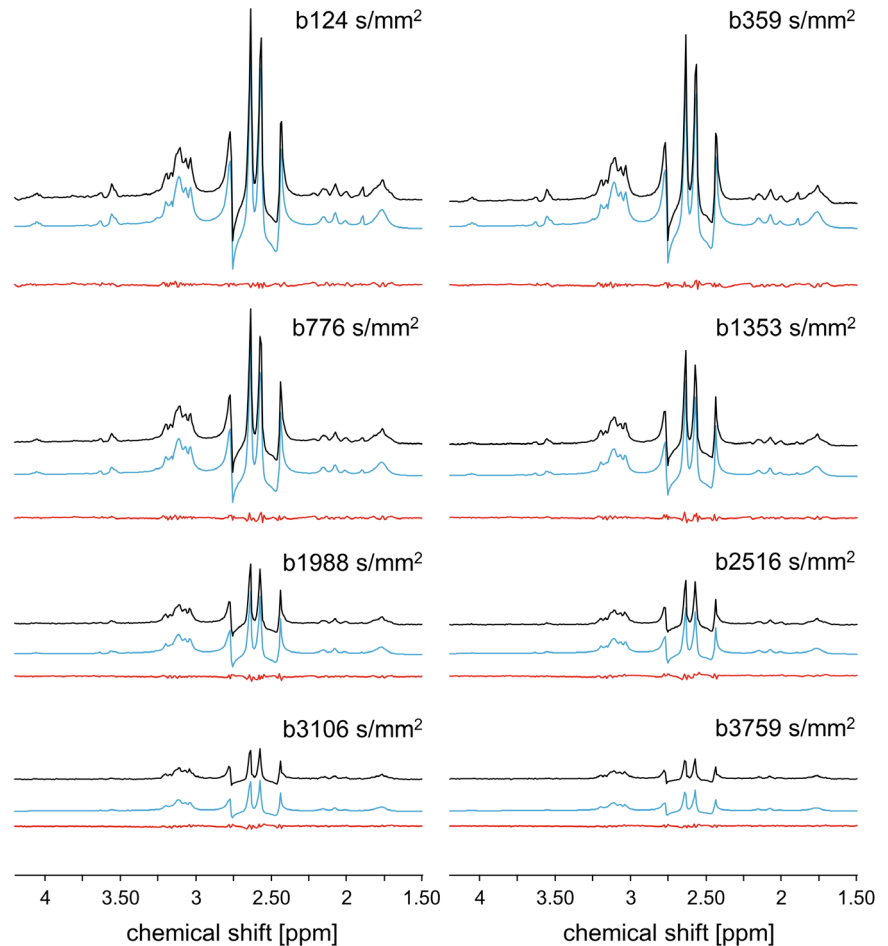 b124 s/mm²
b359 s/mm²
b776 s/mm²
b1353 s/mm²
b1988 s/mm²
b2516 s/mm²
b3106 s/mm²
b3759 s/mm²
4 3.50 3 2.50 2 1.50
4 3.50 3 2.50 2 1.50
chemical shift [ppm]
chemical shift [ppm]